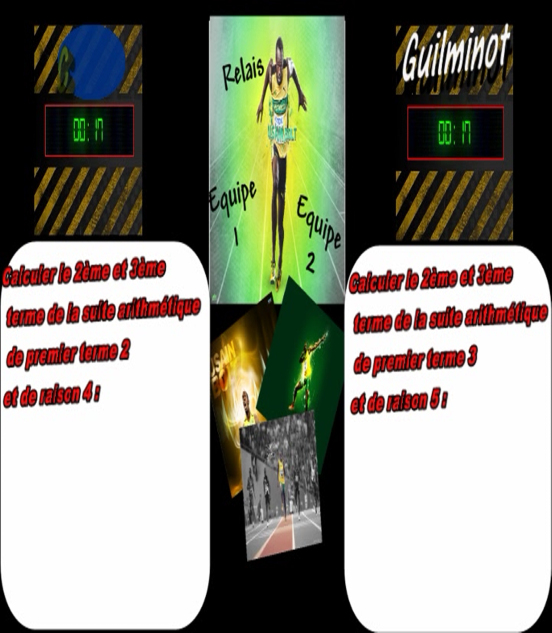 Guilminot
00:17
00:17
Relais
Equipe
1
Equipe
2
Calculer le 2ème et 3ème
terme de la suite arithmétique
de premier terme 2
et de raison 4 :
Calculer le 2ème et 3ème
terme de la suite arithmétique
de premier terme 3
et de raison 5 :